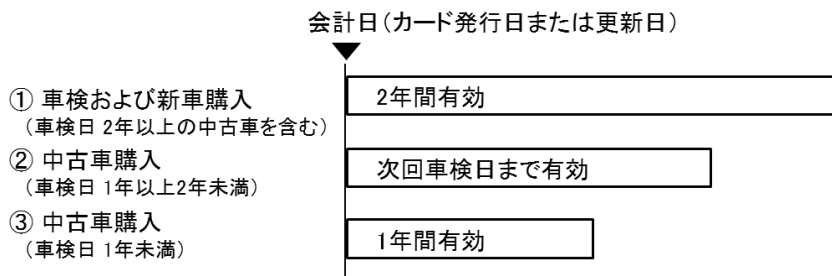 会計日(カード発行日または更新日)
① 車検および新車購入
2年間有効
(車検日 2年以上の中古車を含む)
② 中古車購入
次回車検日まで有効
(車検日 1年以上2年未満)
③ 中古車購入
1年間有効
(車検日 1年未満)